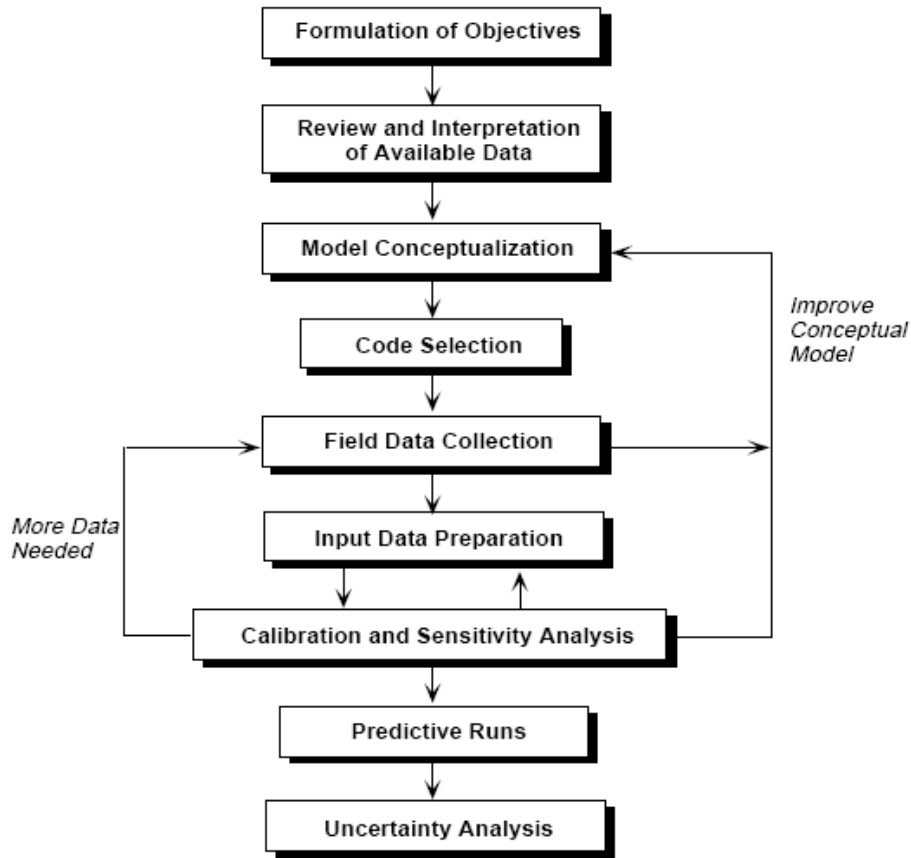 Formulation of Objectives
Review and Interpretation
of Available Data
Model Conceptualization
Improve
Conceptual
Model
Code Selection
Field Data Collection
More Data
Needed
Input Data Preparation
Calibration and Sensitivity Analysis
Predictive Runs
Uncertainty Analysis